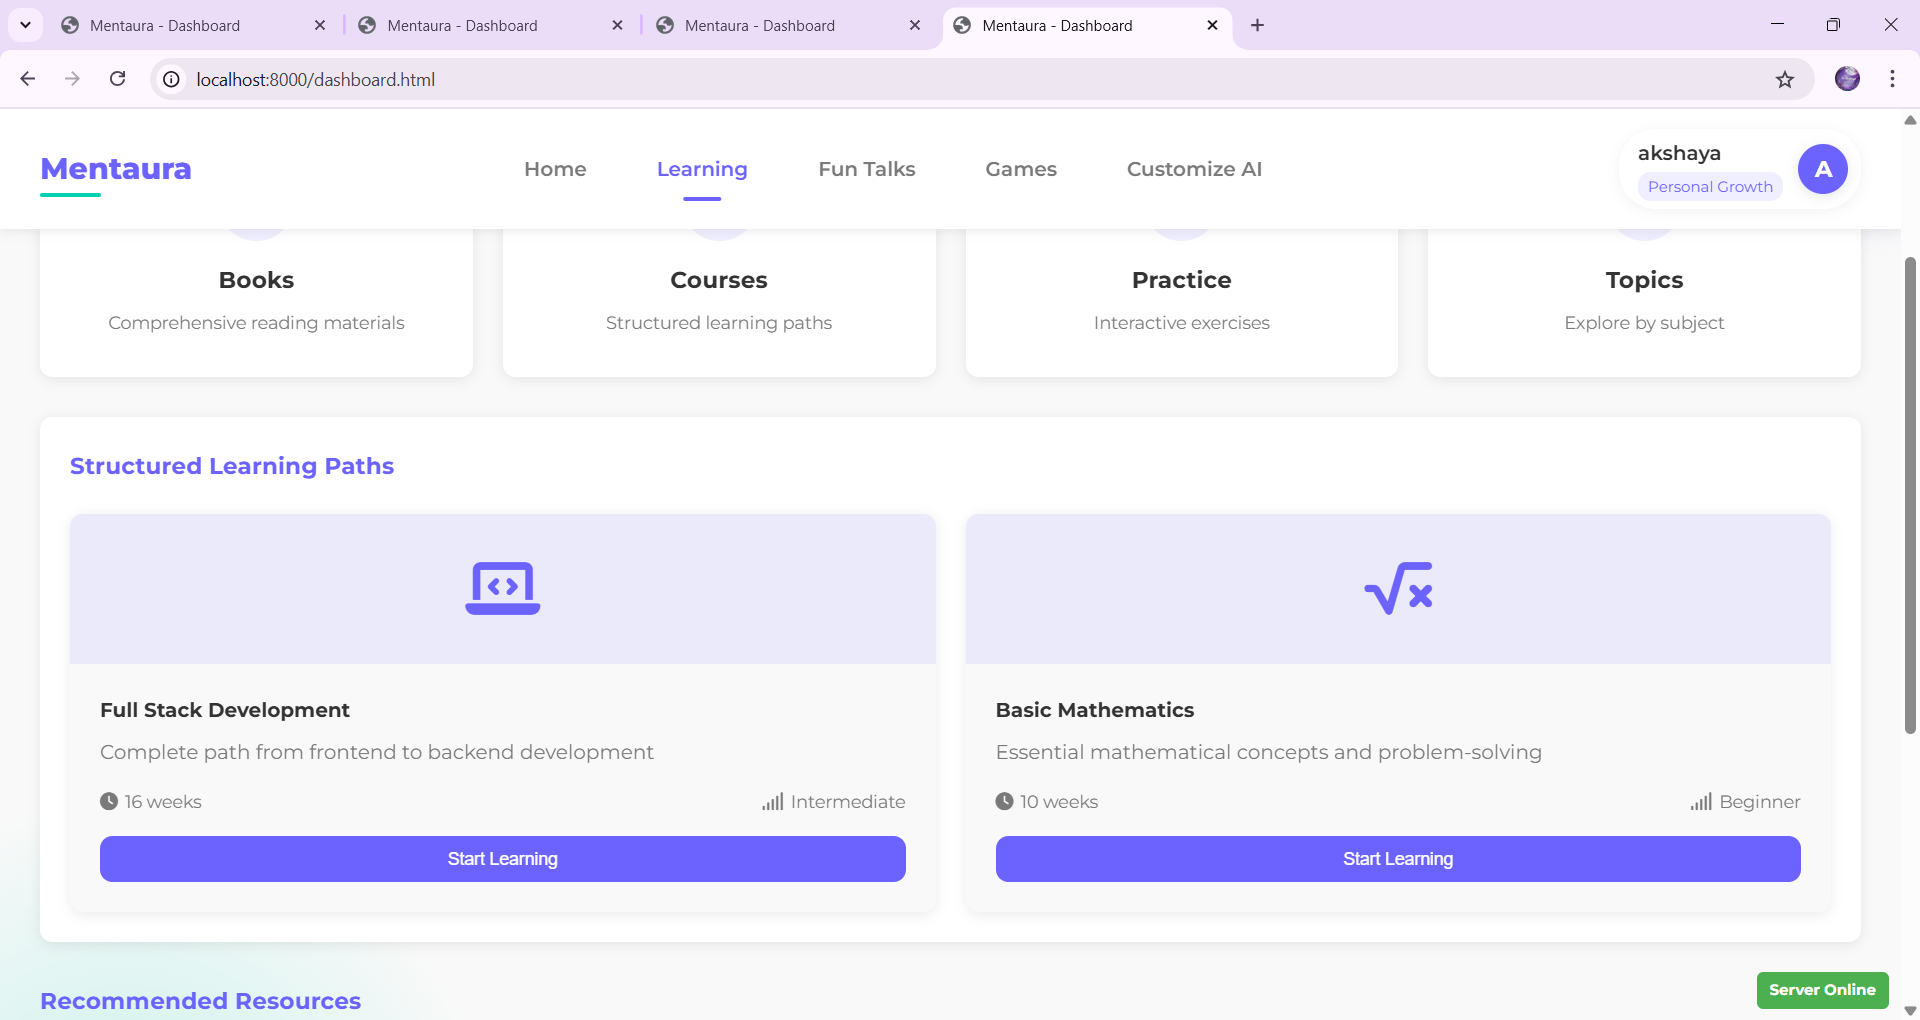 Mentaura - Dashboard
Mentaura - Dashboard
Mentaura - Dashboard
Mentaura - Dashboard
localhost:8000/dashboard.html
Mentaura
Home
Learning
Fun Talks
Games
Customize AI
akshaya
Personal Growth
A
Books
Comprehensive reading materials
Courses
Structured learning paths
Practice
Interactive exercises
Topics
Explore by subject
Structured Learning Paths
Full Stack Development
Complete path from frontend to backend development
16 weeks
Intermediate
Start Learning
Basic Mathematics
Essential mathematical concepts and problem-solving
10 weeks
Beginner
Start Learning
Recommended Resources
Server Online